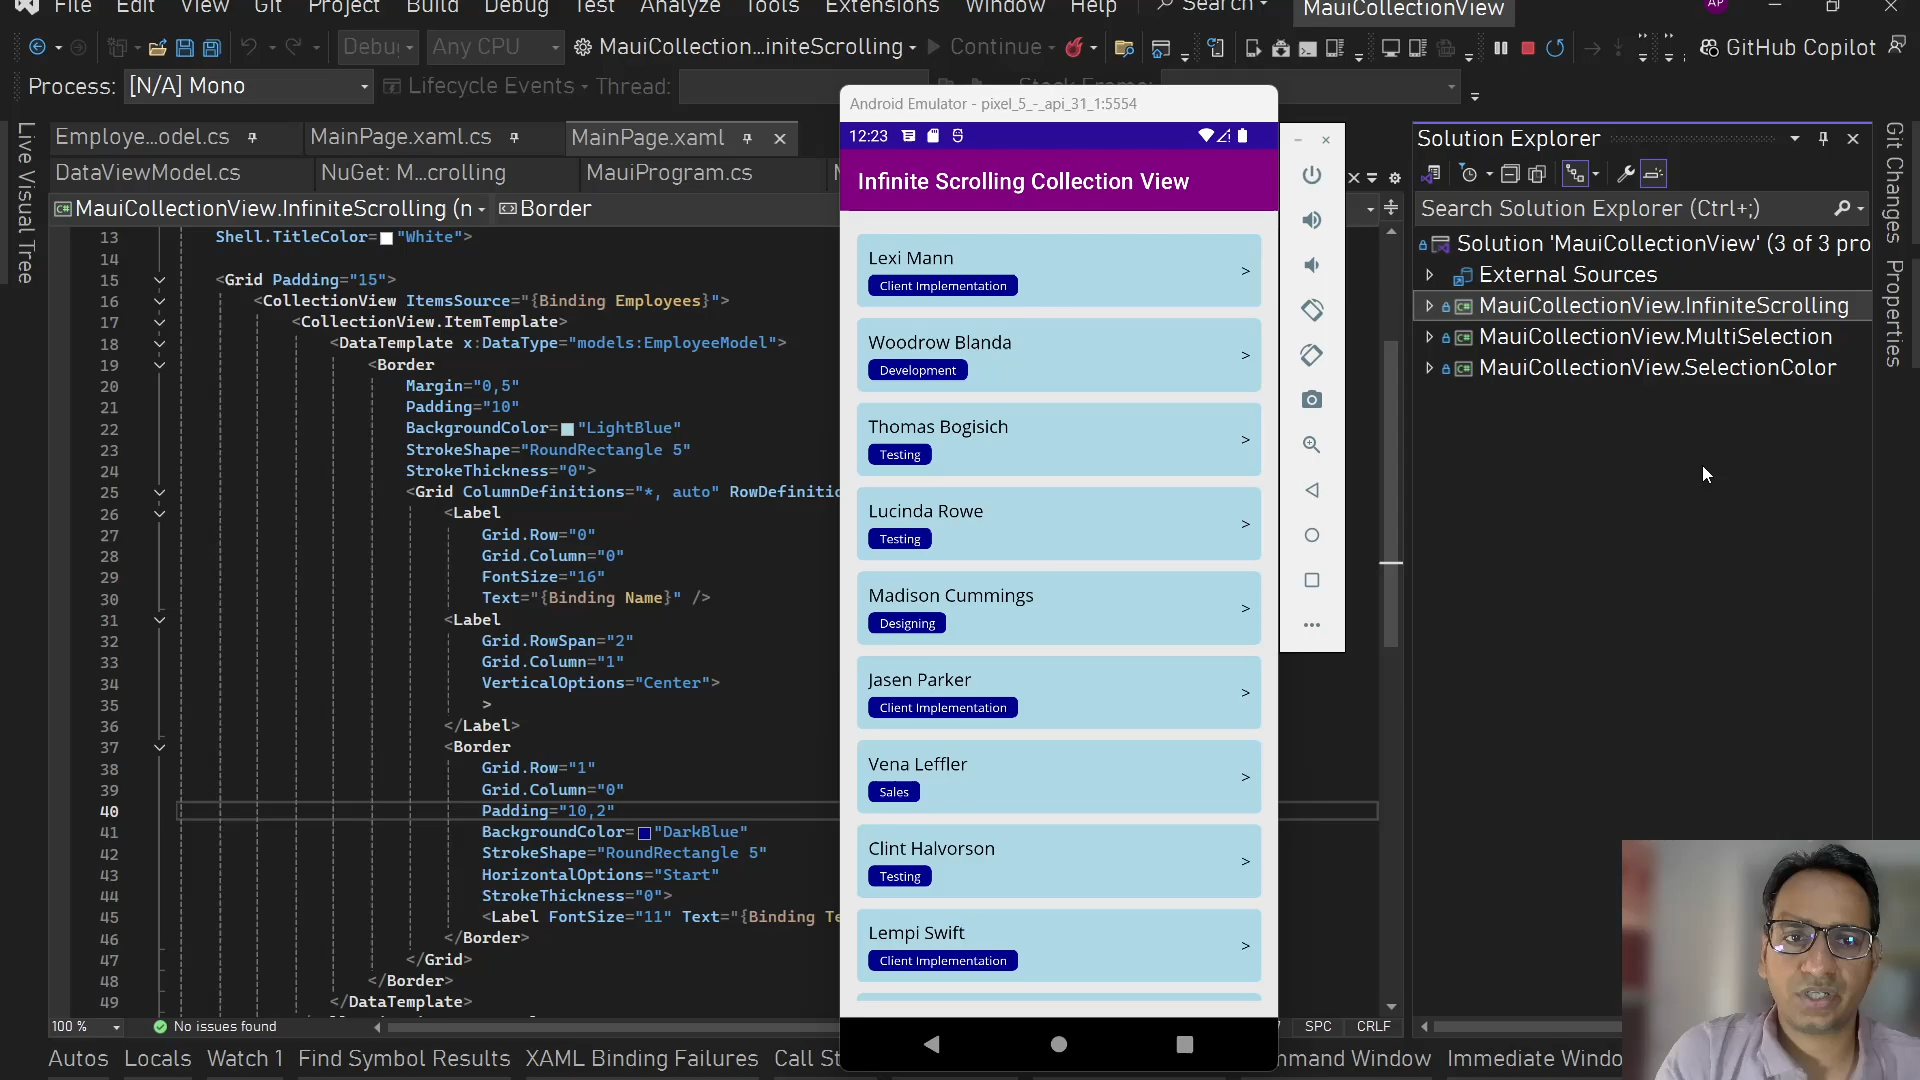 File Edit View Git Project Build Debug Test Analyze Tools Extensions Window Help Search MauiCollectionView AP
Debug Any CPU MauiCollection...initeScrolling Continue GitHub Copilot
Process: [N/A] Mono Lifecycle Events Thread: Stack Frame:
Employe...odel.cs MainPage.xaml.cs MainPage.xaml
DataViewModel.cs NuGet: M...crolling MauiProgram.cs
MauiCollectionView.InfiniteScrolling (n Border
Live Visual Tree
13 Shell.TitleColor="White">
14
15 <Grid Padding="15">
16 <CollectionView ItemsSource="{Binding Employees}">
17 <CollectionView.ItemTemplate>
18 <DataTemplate x:DataType="models:EmployeeModel">
19 <Border
20 Margin="0,5"
21 Padding="10"
22 BackgroundColor="LightBlue"
23 StrokeShape="RoundRectangle 5"
24 StrokeThickness="0">
25 <Grid ColumnDefinitions="*, auto" RowDefinitio
26 <Label
27 Grid.Row="0"
28 Grid.Column="0"
29 FontSize="16"
30 Text="{Binding Name}" />
31 <Label
32 Grid.RowSpan="2"
33 Grid.Column="1"
34 VerticalOptions="Center">
35 >
36 </Label>
37 <Border
38 Grid.Row="1"
39 Grid.Column="0"
40 Padding="10,2"
41 BackgroundColor="DarkBlue"
42 StrokeShape="RoundRectangle 5"
43 HorizontalOptions="Start"
44 StrokeThickness="0">
45 <Label FontSize="11" Text="{Binding Te
46 </Border>
47 </Grid>
48 </Border>
49 </DataTemplate>
100 % No issues found SPC CRLF
Autos Locals Watch 1 Find Symbol Results XAML Binding Failures Call St mmand Window Immediate Windo
Android Emulator - pixel_5_-_api_31_1:5554
12:23
Infinite Scrolling Collection View
Lexi Mann
Client Implementation
>
Woodrow Blanda
Development
>
Thomas Bogisich
Testing
>
Lucinda Rowe
Testing
>
Madison Cummings
Designing
>
Jasen Parker
Client Implementation
>
Vena Leffler
Sales
>
Clint Halvorson
Testing
>
Lempi Swift
Client Implementation
>
Solution Explorer
Search Solution Explorer (Ctrl+;)
Solution 'MauiCollectionView' (3 of 3 pro
External Sources
MauiCollectionView.InfiniteScrolling
MauiCollectionView.MultiSelection
MauiCollectionView.SelectionColor
Git Changes
Properties